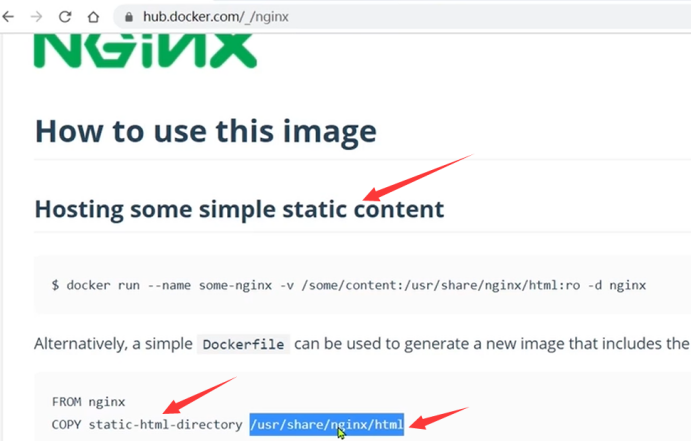 hub.docker.com/_/nginx
NGINX
How to use this image
Hosting some simple static content
$ docker run --name some-nginx -v /some/content:/usr/share/nginx/html:ro -d nginx
Alternatively, a simple Dockerfile can be used to generate a new image that includes the
FROM nginx
COPY static-html-directory /usr/share/nginx/html